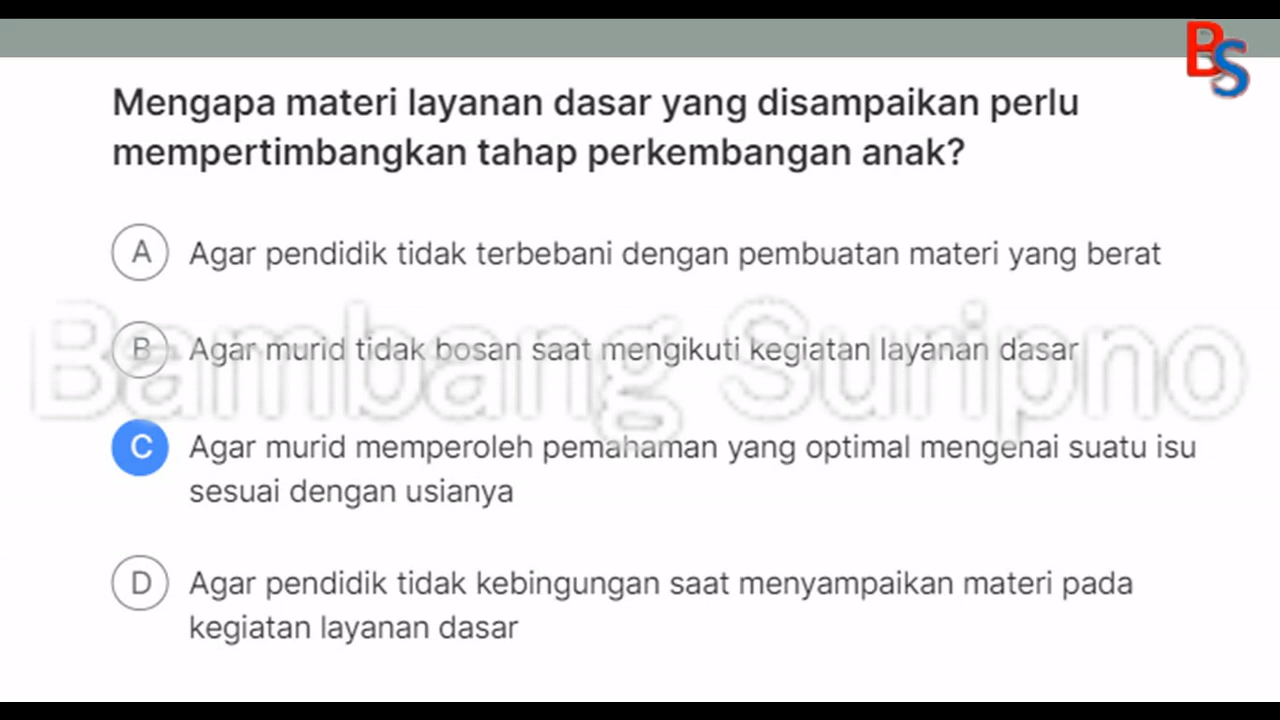 BS
Mengapa materi layanan dasar yang disampaikan perlu
mempertimbangkan tahap perkembangan anak?
A Agar pendidik tidak terbebani dengan pembuatan materi yang berat
B Agar murid tidak bosan saat mengikuti kegiatan layanan dasar
Bambang Suripno
C Agar murid memperoleh pemahaman yang optimal mengenai suatu isu
sesuai dengan usianya
D Agar pendidik tidak kebingungan saat menyampaikan materi pada
kegiatan layanan dasar